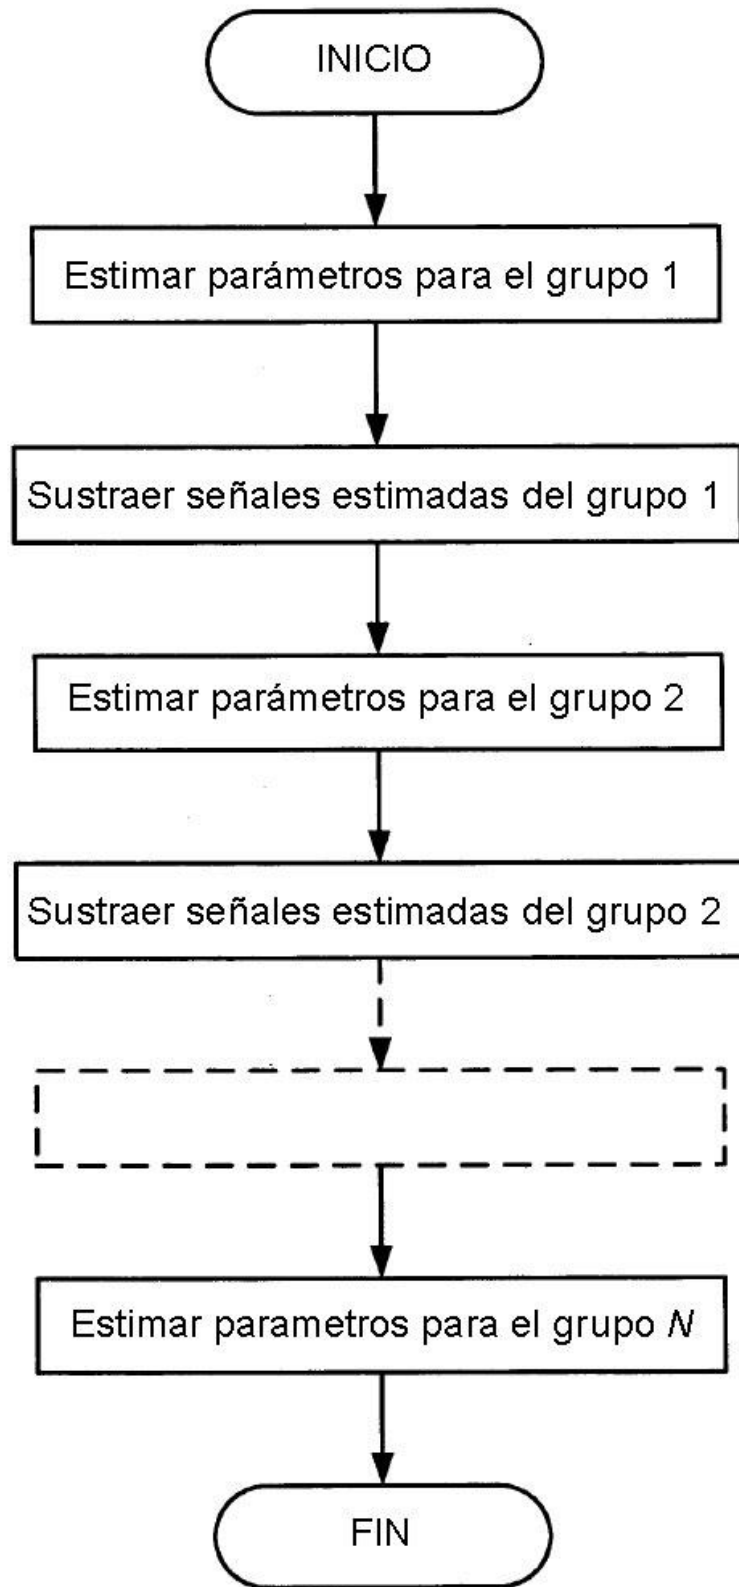 INICIO
Estimar parámetros para el grupo 1
Sustraer señales estimadas del grupo 1
Estimar parámetros para el grupo 2
Sustraer señales estimadas del grupo 2
Estimar parametros para el grupo N
FIN